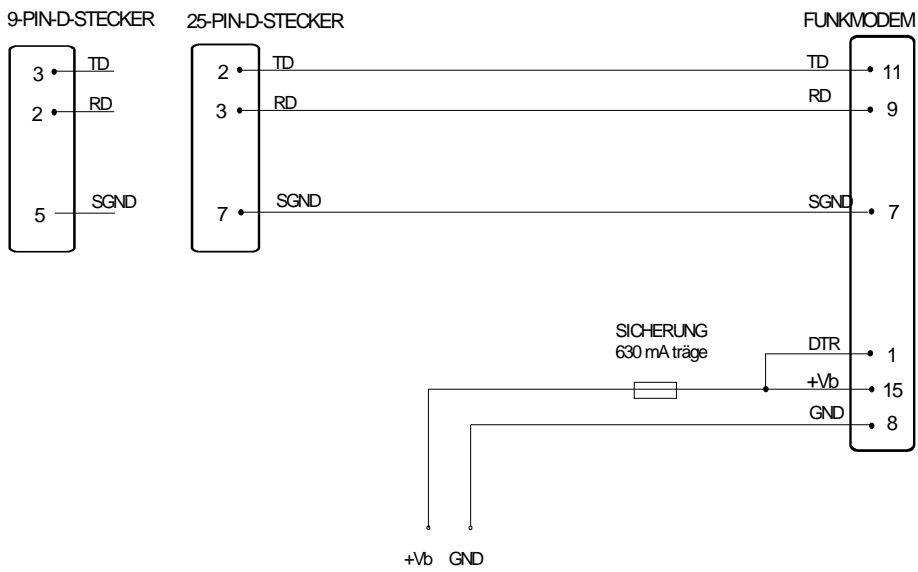 9-PIN-D-STECKER 25-PIN-D-STECKER FUNKMODEM
3 TD 2 TD TD 11
2 RD 3 RD RD 9
5 SGND 7 SGND SGND 7
SICHERUNG
630 mA träge
DTR 1
+Vb 15
GND 8
+Vb GND